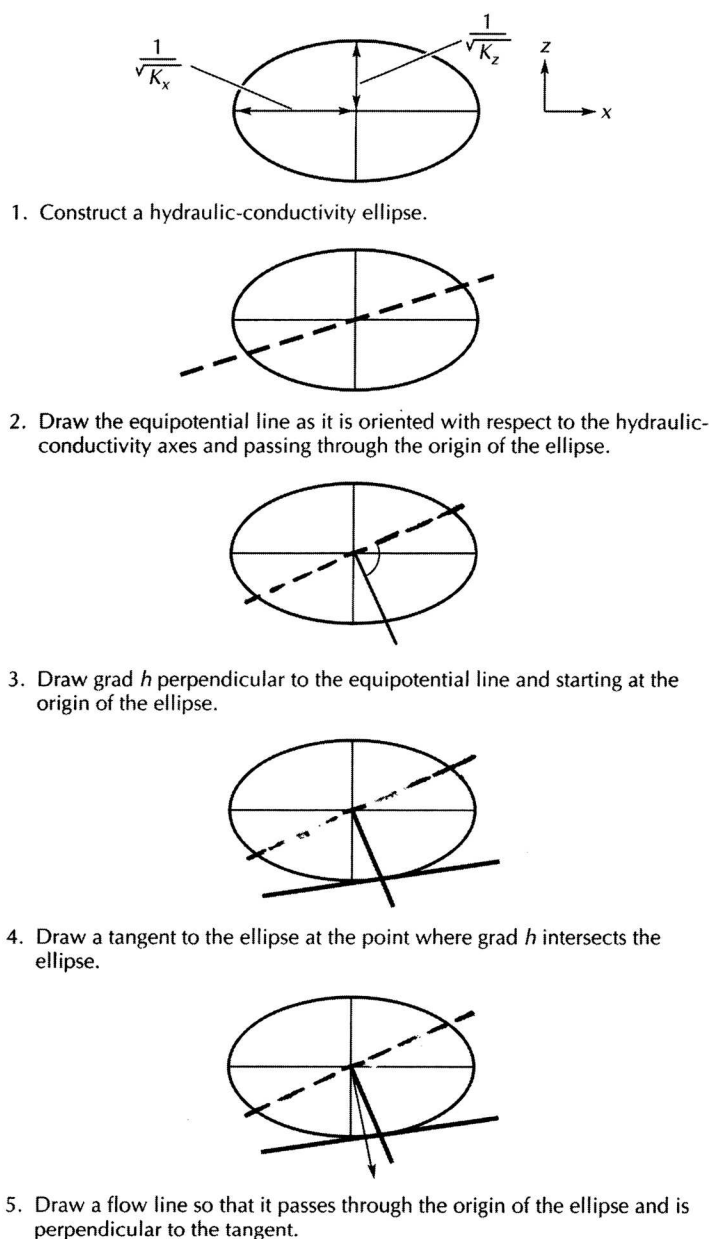 1
√K_x
1
√K_z
z
x
1. Construct a hydraulic-conductivity ellipse.
2. Draw the equipotential line as it is oriented with respect to the hydraulic-
conductivity axes and passing through the origin of the ellipse.
3. Draw grad h perpendicular to the equipotential line and starting at the
origin of the ellipse.
4. Draw a tangent to the ellipse at the point where grad h intersects the
ellipse.
5. Draw a flow line so that it passes through the origin of the ellipse and is
perpendicular to the tangent.